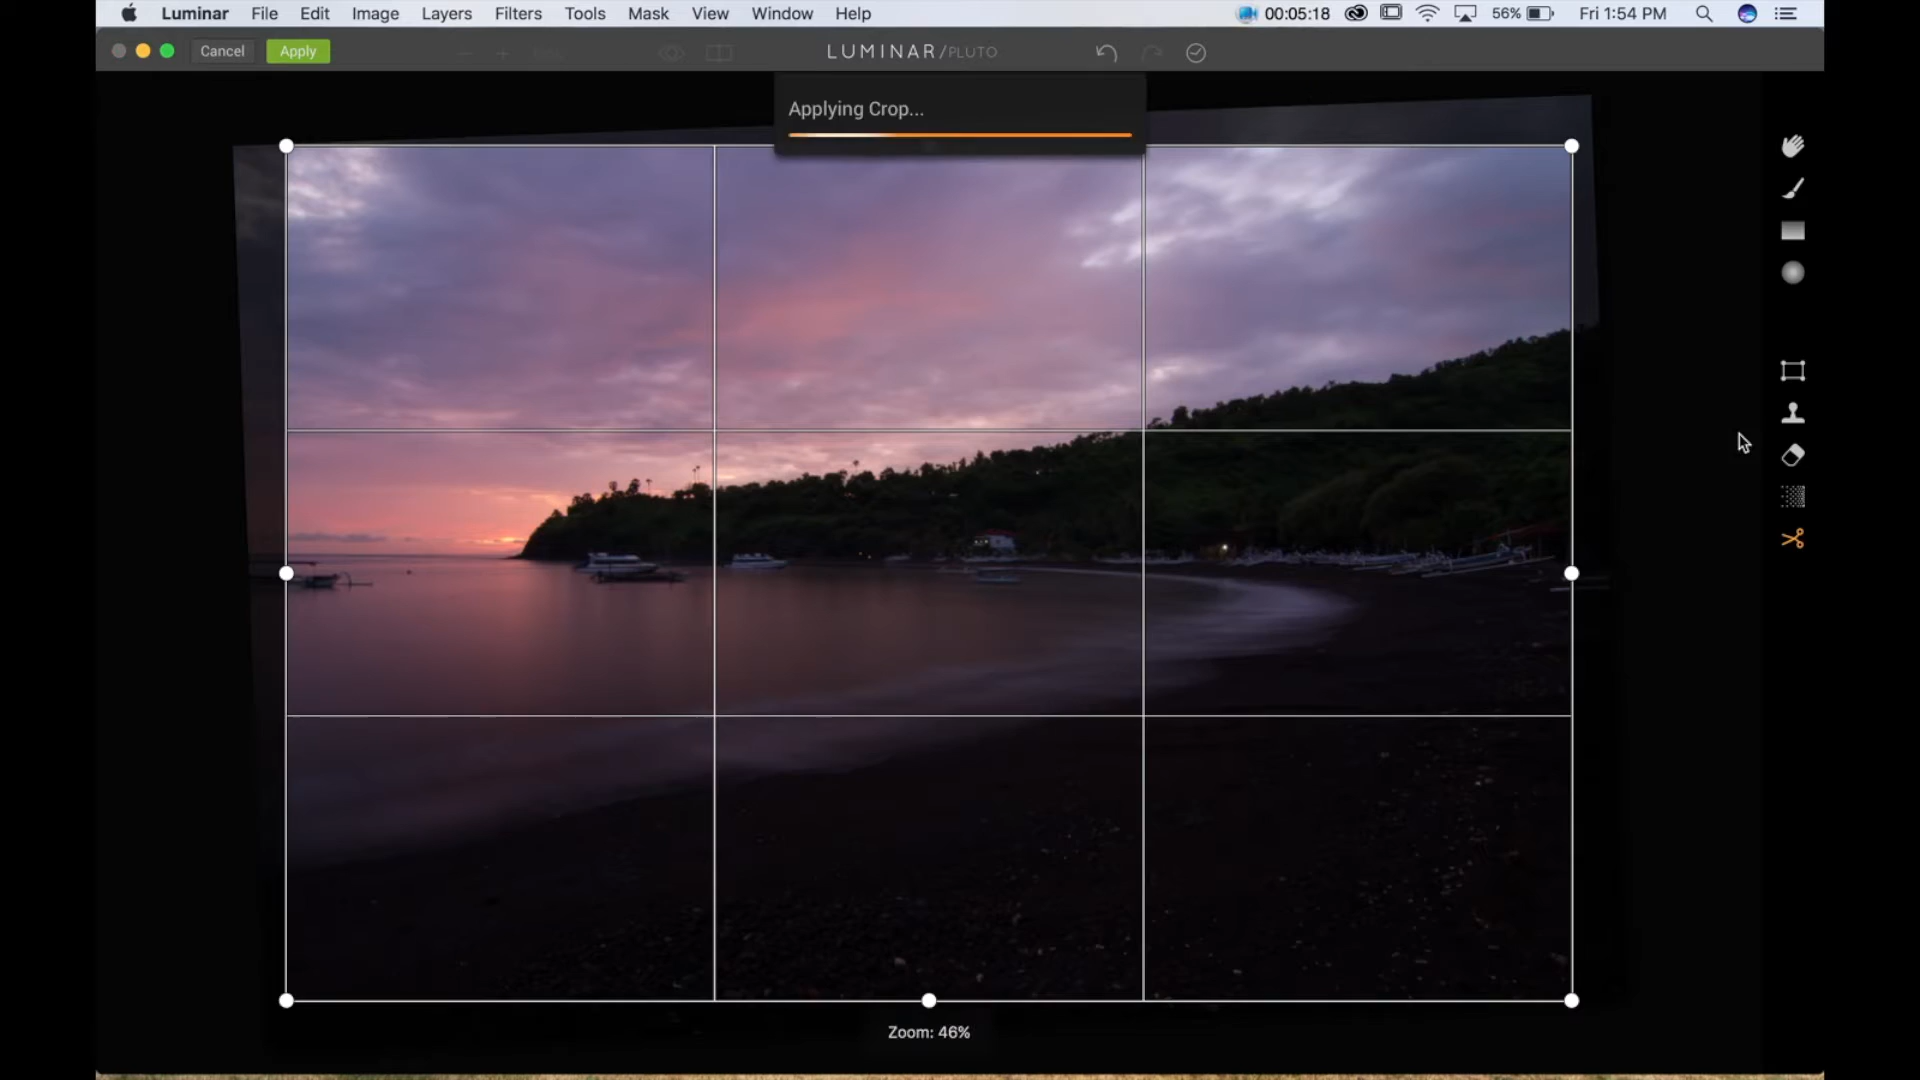 Luminar File Edit Image Layers Filters Tools Mask View Window Help 00:05:18 56% Fri 1:54 PM
Cancel Apply LUMINAR/PLUTO
Applying Crop...
Zoom: 46%